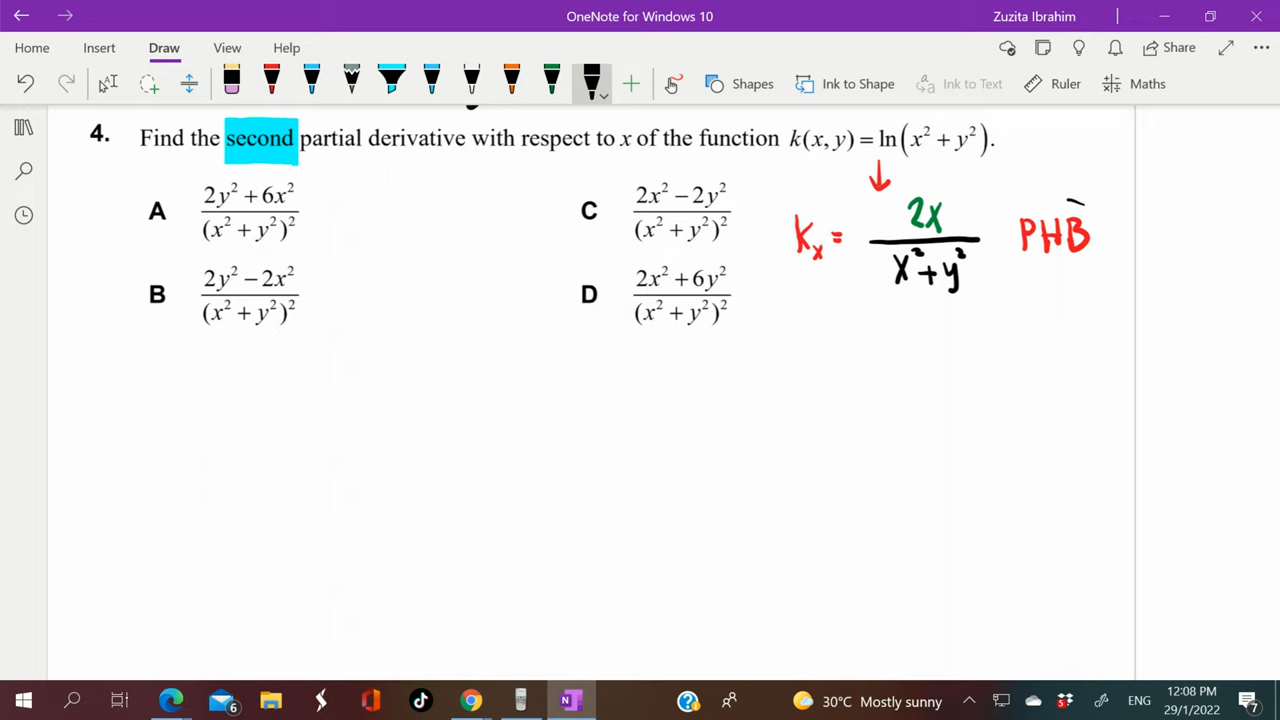 OneNote for Windows 10
Zuzita Ibrahim
Home Insert Draw View Help Share
Shapes Ink to Shape Ink to Text Ruler Maths
4. Find the second partial derivative with respect to x of the function k(x, y) = ln(x² + y²).
A (2y² + 6x²)/(x² + y²)²
C (2x² − 2y²)/(x² + y²)²
B (2y² − 2x²)/(x² + y²)²
D (2x² + 6y²)/(x² + y²)²
Kₓ = 2x/(x² + y²) PHB
6
30°C Mostly sunny
5
ENG
12:08 PM
29/1/2022
7